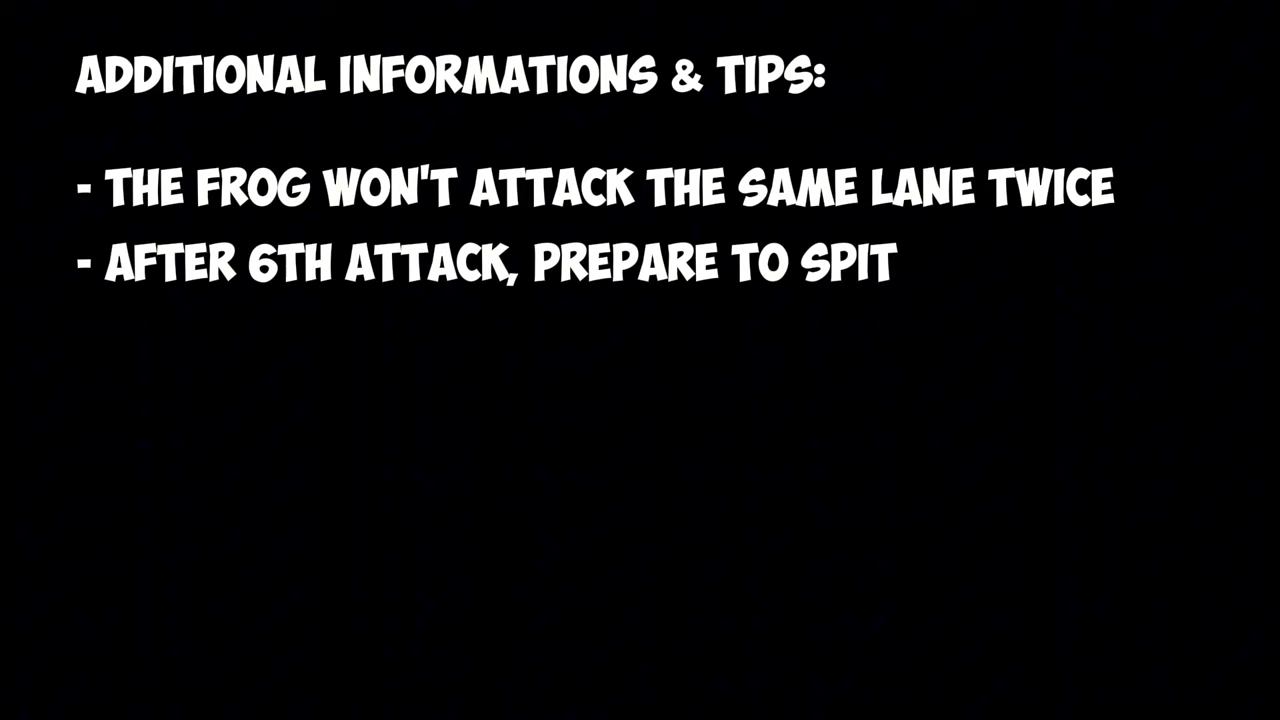 ADDITIONAL INFORMATIONS & TIPS:
- THE FROG WON'T ATTACK THE SAME LANE TWICE
- AFTER 6TH ATTACK, PREPARE TO SPIT